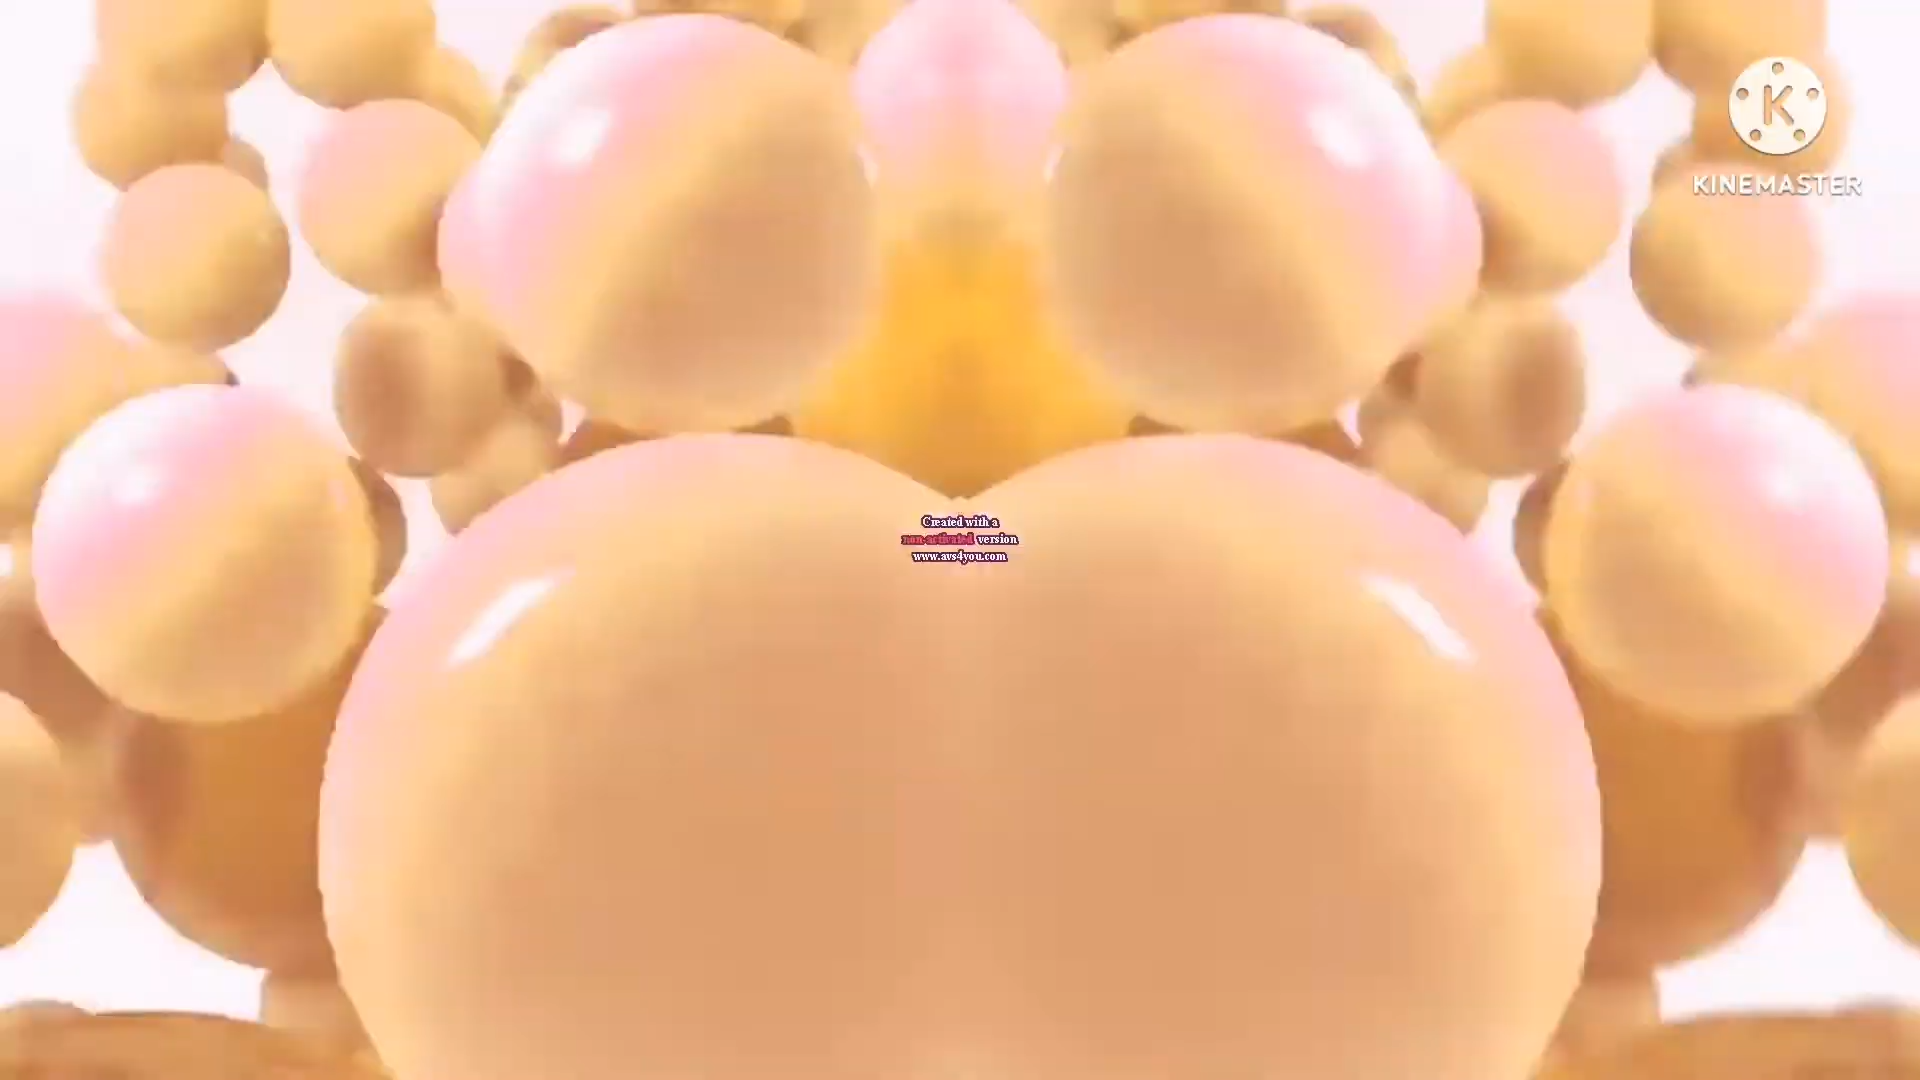 K
KINEMASTER
Created with a
non-activated version
www.avs4you.com